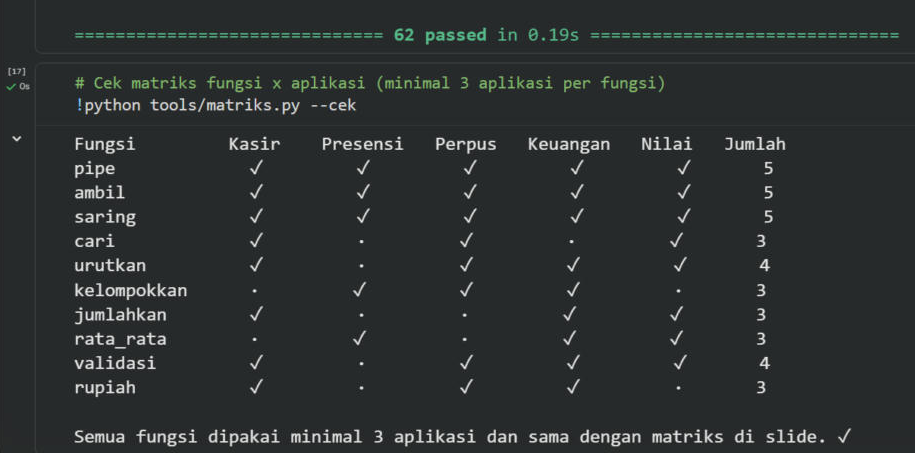 ============================== 62 passed in 0.19s ==============================
[17]
✓ 0s
# Cek matriks fungsi x aplikasi (minimal 3 aplikasi per fungsi)
!python tools/matriks.py --cek
Fungsi Kasir Presensi Perpus Keuangan Nilai Jumlah
pipe ✓ ✓ ✓ ✓ ✓ 5
ambil ✓ ✓ ✓ ✓ ✓ 5
saring ✓ ✓ ✓ ✓ ✓ 5
cari ✓ · ✓ · ✓ 3
urutkan ✓ · ✓ ✓ ✓ 4
kelompokkan · ✓ ✓ ✓ · 3
jumlahkan ✓ · · ✓ ✓ 3
rata_rata · ✓ · ✓ ✓ 3
validasi ✓ · ✓ ✓ ✓ 4
rupiah ✓ · ✓ ✓ · 3
Semua fungsi dipakai minimal 3 aplikasi dan sama dengan matriks di slide. ✓